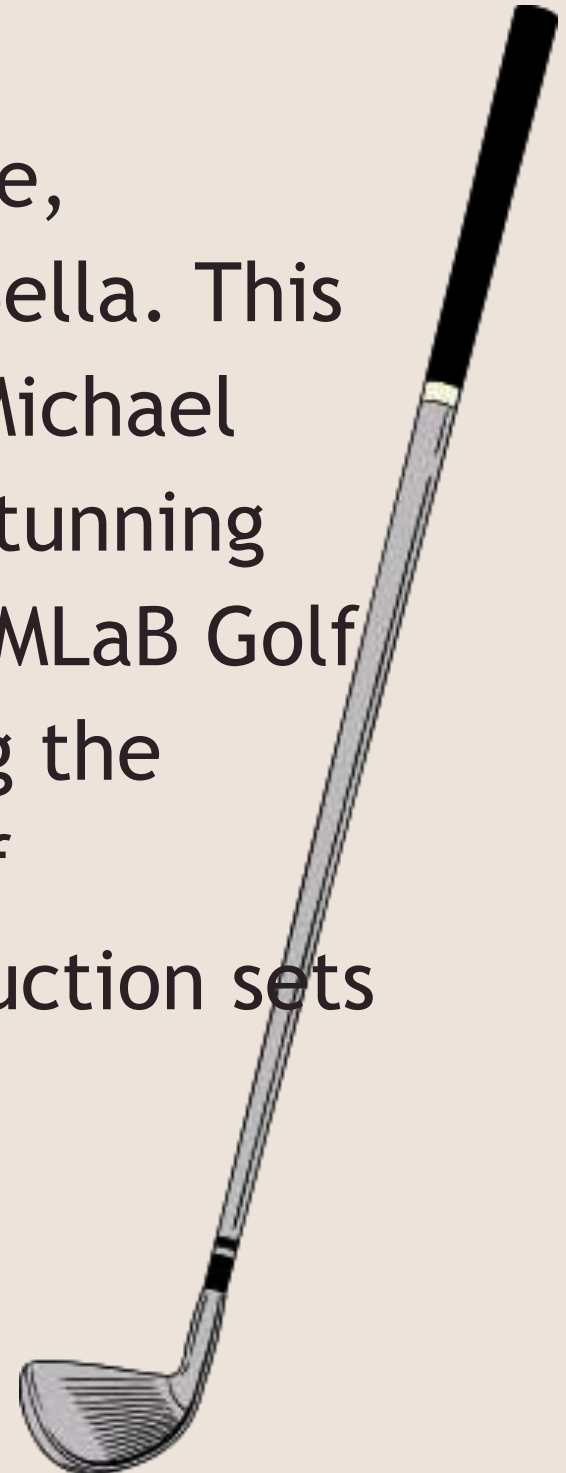 e,
ella. This
Michael
tunning
MLaB Golf
g the
f
uction sets